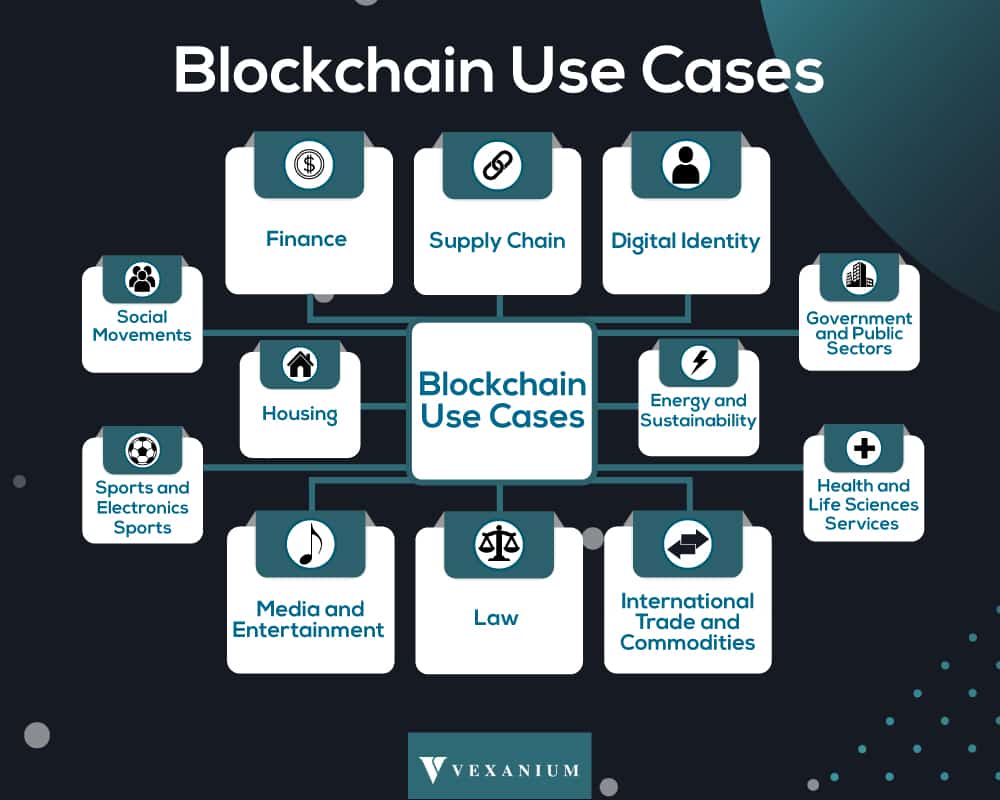 Blockchain Use Cases
Finance
Supply Chain
Digital Identity
Social
Movements
Government
and Public
Sectors
Housing
Blockchain
Use Cases
Energy and
Sustainability
Sports and
Electronics
Sports
Health and
Life Sciences
Services
Media and
Entertainment
Law
International
Trade and
Commodities
VEXANIUM